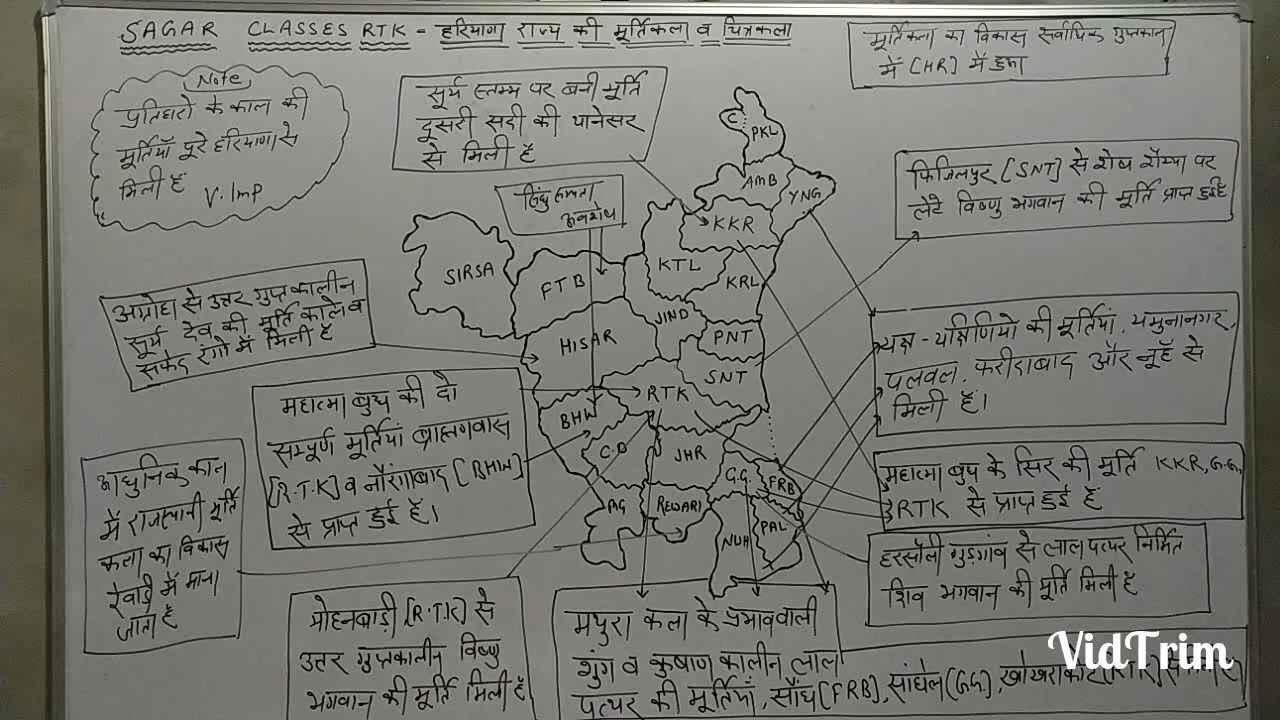 SAGAR CLASSES RTK - हरियाणा राज्य की मूर्तिकला व चित्रकला
मूर्तिकला का विकास सर्वाधिक गुप्तकाल
में [HR] में हुआ
Note
प्रतिहारो के काल की
मूर्तियाँ पूरे हरियाणा से
मिली हैं
V. Imp
सूर्य स्तम्भ पर बनी मूर्ति
दूसरी सदी की थानेसर
से मिली है
अवशेष
फिजिलपुर [SNT] से शेष शैय्या पर
लेटे विष्णु भगवान की मूर्ति प्राप्त हुई है
C
PKL
AMB
YNG
KKR
SIRSA
FTB
KTL
KRL
JIND
PNT
HISAR
SNT
RTK
BHW
C.D
JHR
G.G.
FRB
REWARI
NUH
PAL
अग्रोहा से उत्तर गुप्तकालीन
सूर्य देव की मूर्ति काले व
सफेद रंगो में मिली है
यक्ष - यक्षिणियो की मूर्तियां, यमुनानगर,
पलवल, फरीदाबाद और नूहँ से
मिली हैं।
महात्मा बुध की दो
सम्पूर्ण मूर्तियां ब्राह्मणवास
[R.T.K] व नौरंगाबाद [BHW]
से प्राप्त हुई हैं।
आधुनिक काल
में राजस्थानी मूर्ति
कला का विकास
रेवाड़ी में माना
जाता है
महात्मा बुध के सिर की मूर्ति KKR, G.G,
RTK से प्राप्त हुई है
हरसौली गुड़गांव से लाल पत्थर निर्मित
शिव भगवान की मूर्ति मिली है
मोहनबाड़ी [R.T.K] से
उत्तर गुप्तकालीन विष्णु
भगवान की मूर्ति मिली है
मथुरा कला के प्रभाववाली
शुंग व कुषाण कालीन लाल
पत्थर की मूर्तियाँ, सौंध [FRB], सांघेल [G.G],
VidTrim